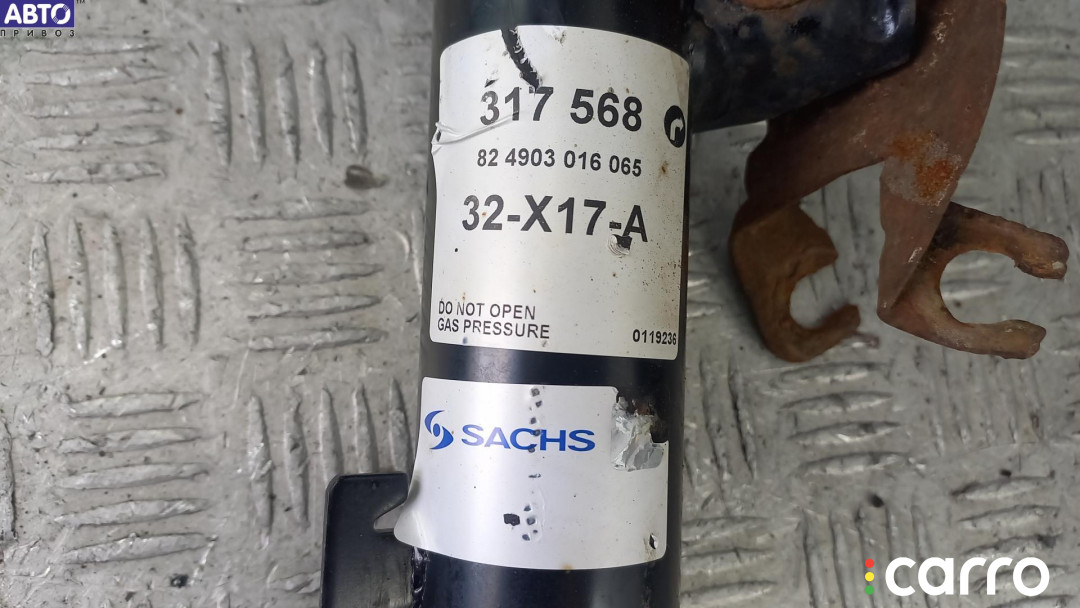 АВТО
ПРИВОЗ
317 568
82 4903 016 065
32-X17-A
DO NOT OPEN
GAS PRESSURE
0119236
SACHS
carro